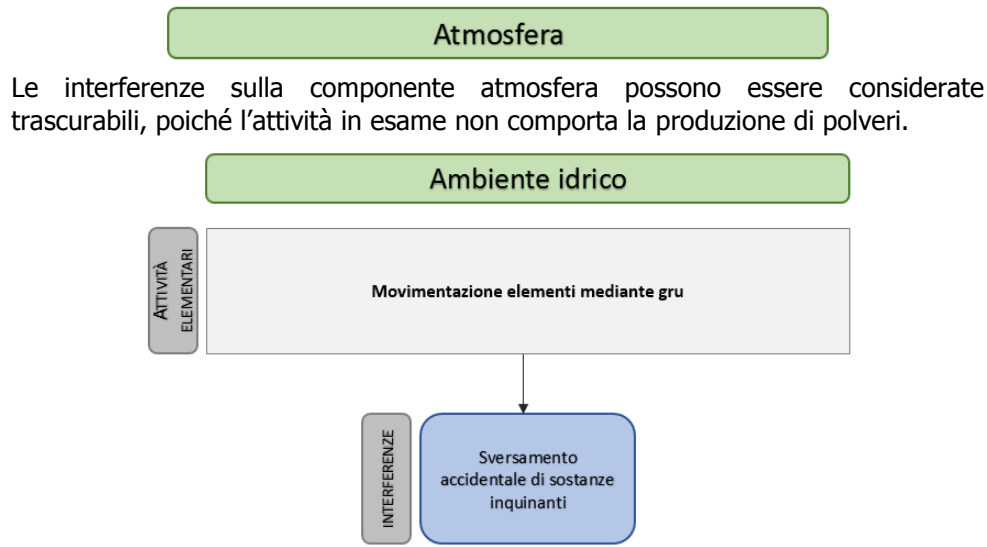 Atmosfera
Le interferenze sulla componente atmosfera possono essere considerate
trascurabili, poiché l’attività in esame non comporta la produzione di polveri.
Ambiente idrico
ATTIVITÀ
ELEMENTARI
Movimentazione elementi mediante gru
INTERFERENZE
Sversamento
accidentale di sostanze
inquinanti